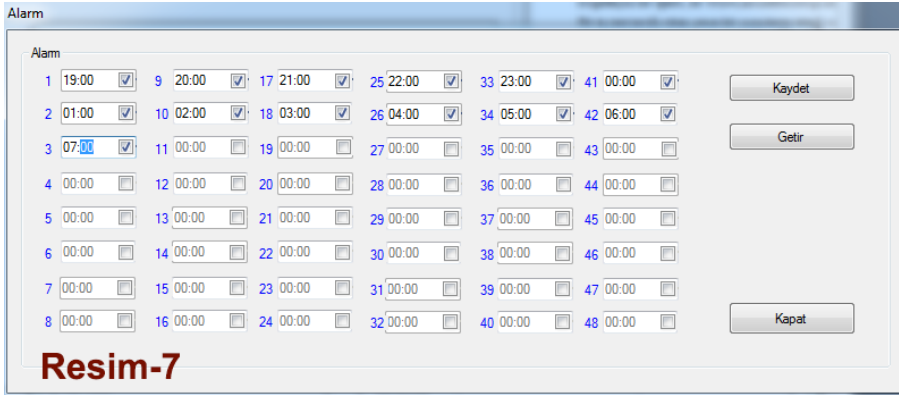 Alarm
Alarm
1 19:00 9 20:00 17 21:00 25 22:00 33 23:00 41 00:00 Kaydet
2 01:00 10 02:00 18 03:00 26 04:00 34 05:00 42 06:00
3 07:00 11 00:00 19 00:00 27 00:00 35 00:00 43 00:00 Getir
4 00:00 12 00:00 20 00:00 28 00:00 36 00:00 44 00:00
5 00:00 13 00:00 21 00:00 29 00:00 37 00:00 45 00:00
6 00:00 14 00:00 22 00:00 30 00:00 38 00:00 46 00:00
7 00:00 15 00:00 23 00:00 31 00:00 39 00:00 47 00:00
8 00:00 16 00:00 24 00:00 32 00:00 40 00:00 48 00:00 Kapat
Resim-7